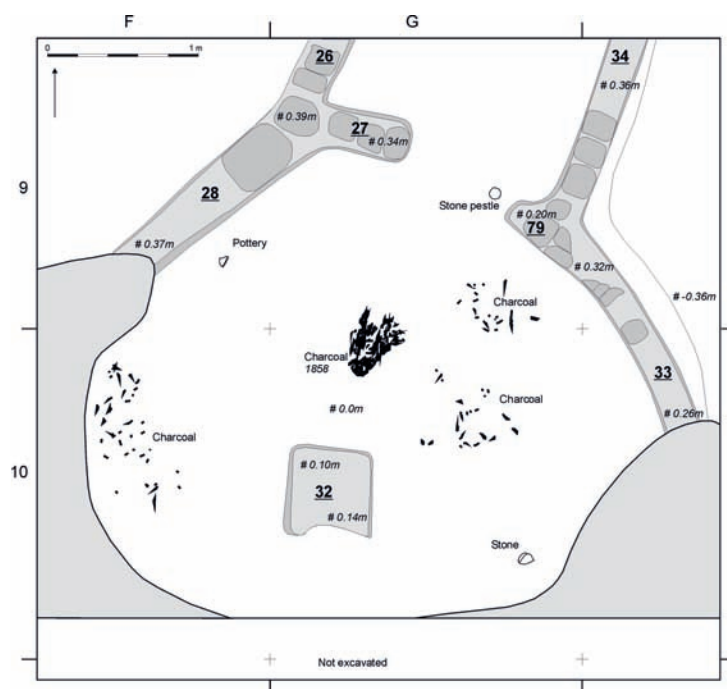 F
G
0
1 m
26
34
# 0.36m
# 0.39m
27
# 0.34m
9
28
Stone pestle
# 0.20m
79
# 0.37m
Pottery
# 0.32m
# -0.36m
Charcoal
Charcoal
1858
33
Charcoal
# 0.0m
# 0.26m
Charcoal
10
# 0.10m
32
# 0.14m
Stone
Not excavated